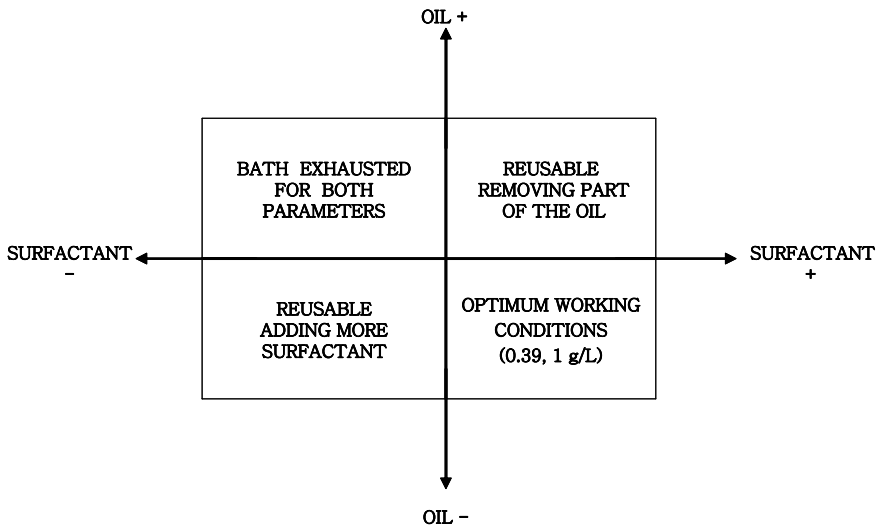 OIL +
BATH EXHAUSTED
FOR BOTH
PARAMETERS
REUSABLE
REMOVING PART
OF THE OIL
SURFACTANT
–
SURFACTANT
+
REUSABLE
ADDING MORE
SURFACTANT
OPTIMUM WORKING
CONDITIONS
(0.39, 1 g/L)
OIL –